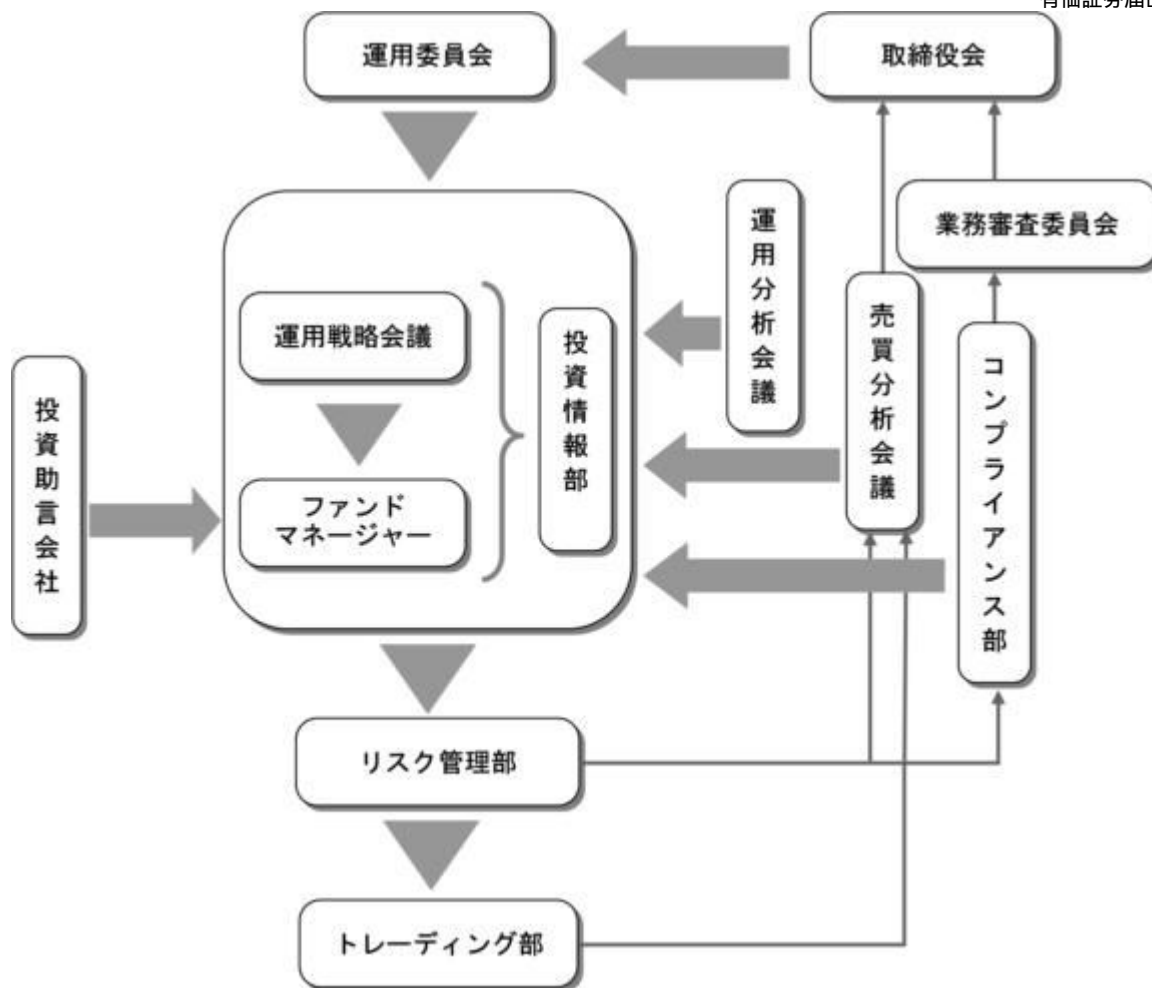 運用委員会
取締役会
運用分析会議
業務審査委員会
運用戦略会議
投資情報部
売買分析会議
コンプライアンス部
投資助言会社
ファンド
マネージャー
リスク管理部
トレーディング部